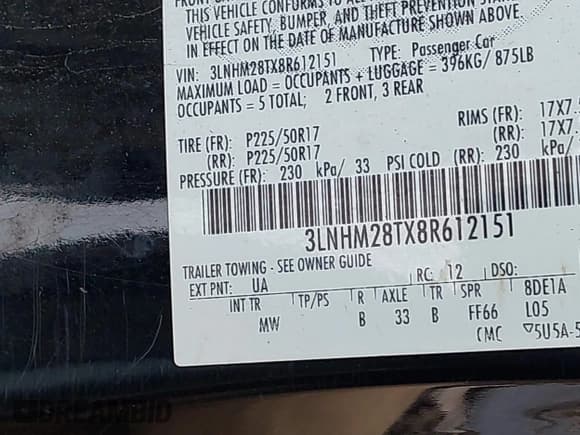 THIS VEHICLE CONFORMS TO ALL
VEHICLE SAFETY, BUMPER, AND THEFT PREVENTION STAN
IN EFFECT ON THE DATE OF MANUFACTURE SHOWN ABOVE.
VIN: 3LNHM28TX8R612151 TYPE: Passenger Car
MAXIMUM LOAD = OCCUPANTS + LUGGAGE = 396KG/ 875LB
OCCUPANTS = 5 TOTAL; 2 FRONT, 3 REAR
TIRE (FR): P225/50R17 RIMS (FR): 17X7.
(RR): P225/50R17 (RR): 17X7.
PRESSURE (FR): 230 kPa/ 33 PSI COLD (RR): 230 kPa/
3LNHM28TX8R612151
TRAILER TOWING - SEE OWNER GUIDE
EXT PNT: UA RC: 12 DSO:
INT TR TP/PS R AXLE TR SPR 8DE1A
MW B 33 B FF66 L05
CMC 5U5A-5
DREAMBID